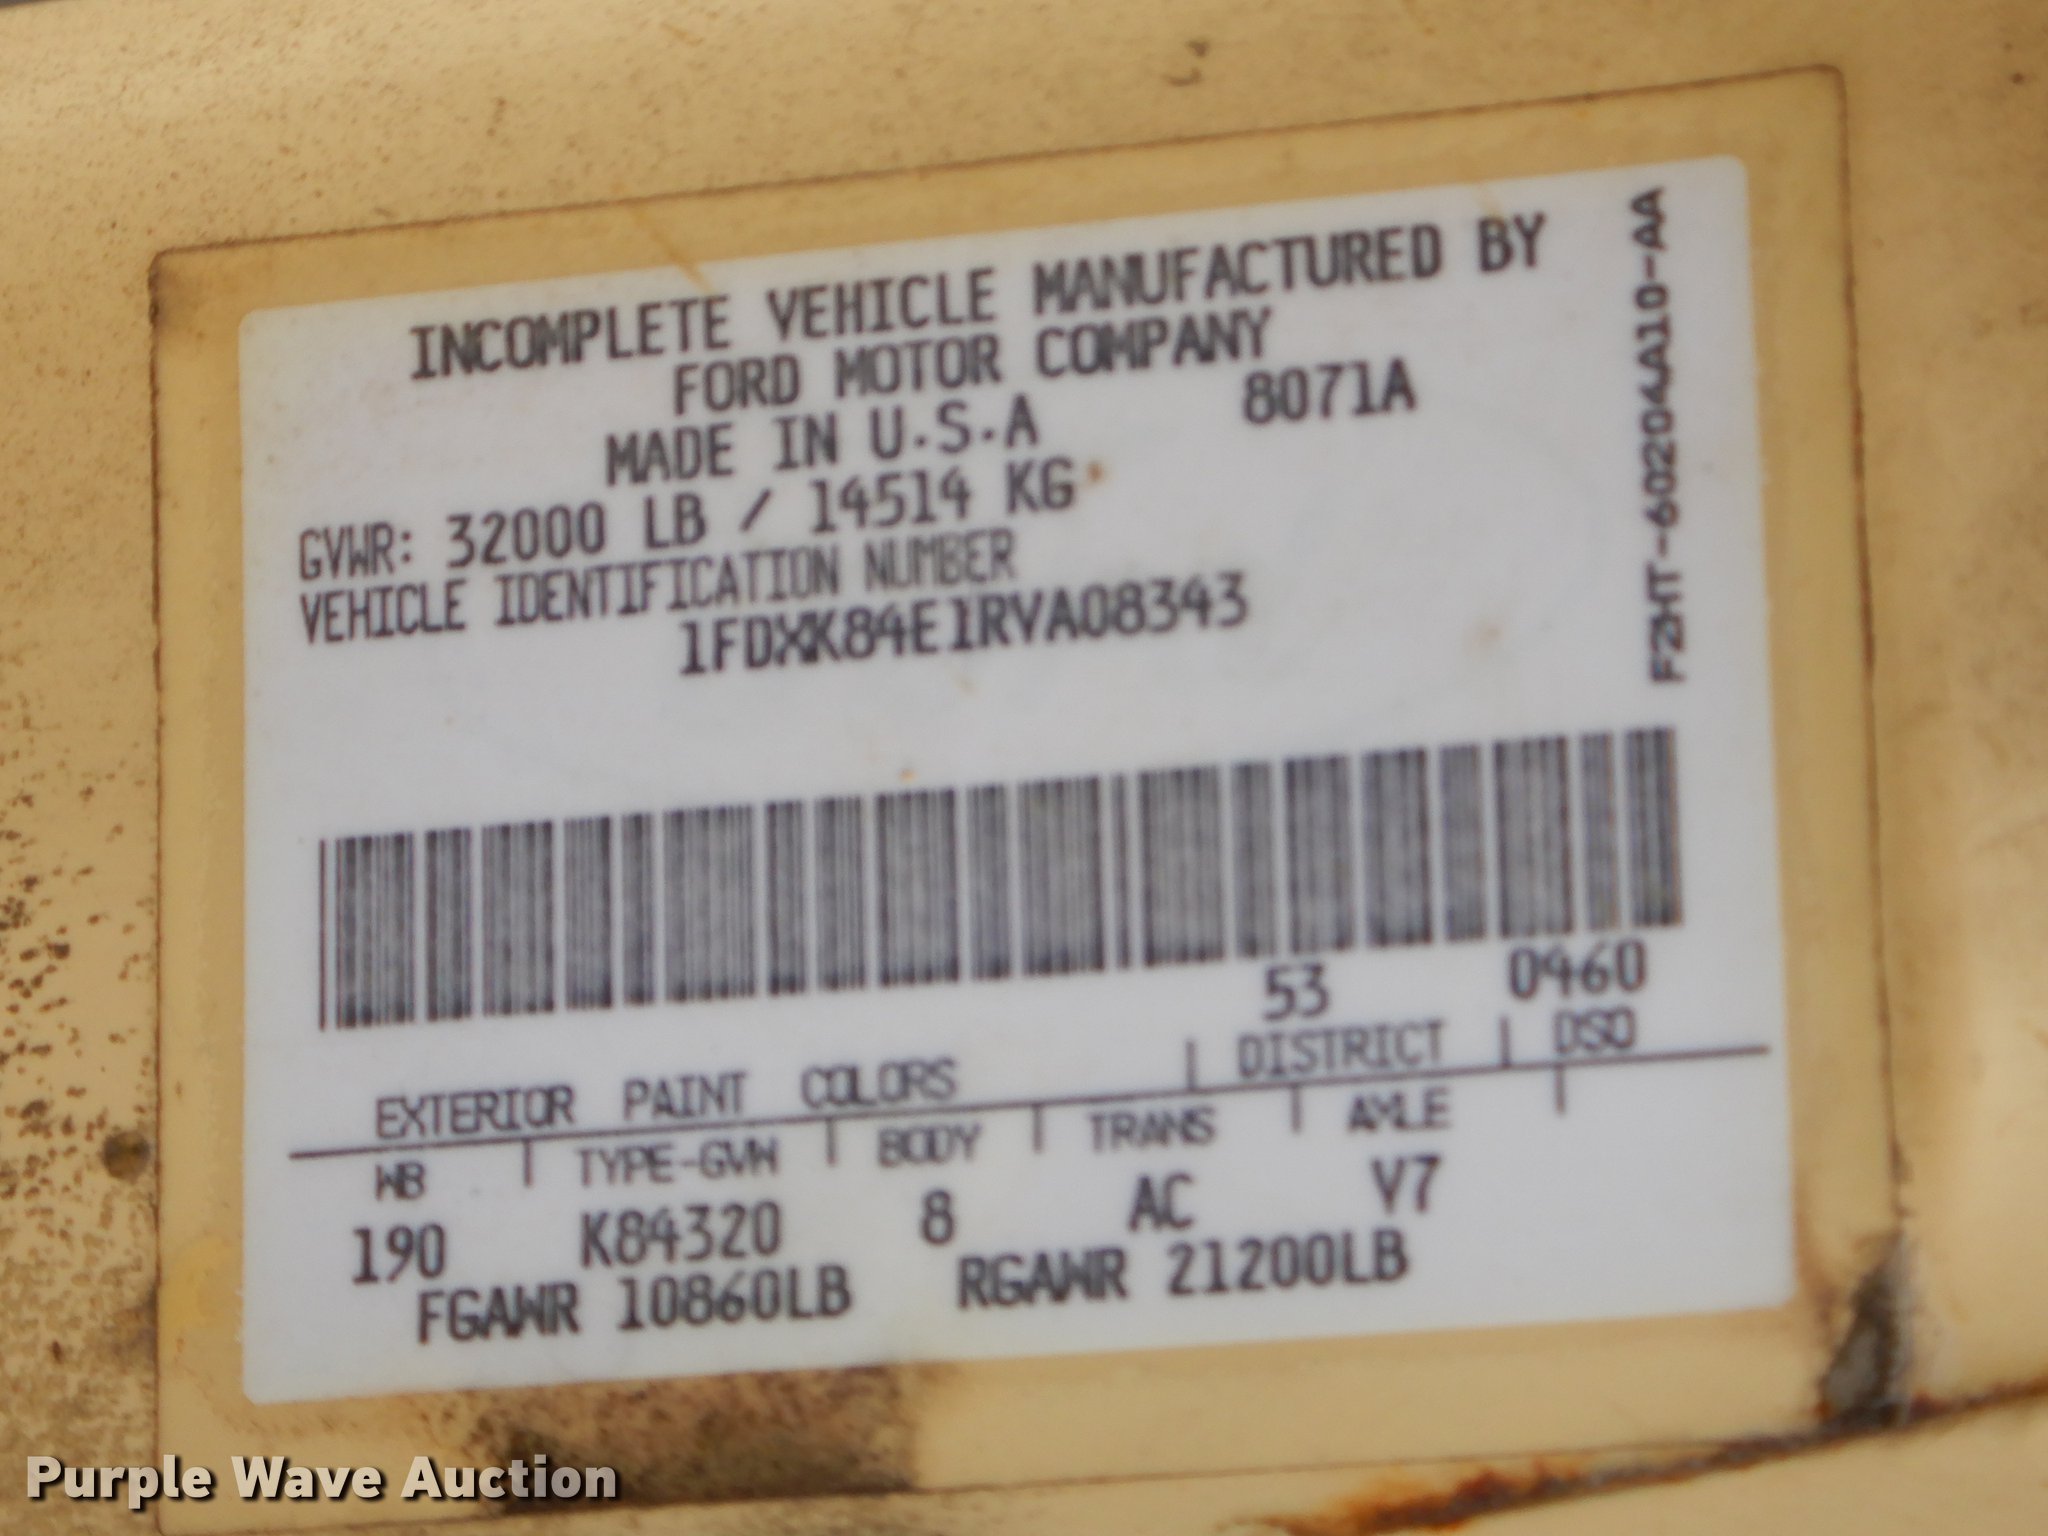 INCOMPLETE VEHICLE MANUFACTURED BY
FORD MOTOR COMPANY
MADE IN U.S.A 8071A
GVWR: 32000 LB / 14514 KG
VEHICLE IDENTIFICATION NUMBER
1FDXK84E1RVA08343
F2HT-60204A10-AA
53 0460
EXTERIOR PAINT COLORS | DISTRICT | DSO
WB | TYPE-GVW | BODY | TRANS | AXLE |
190 K84320 8 AC V7
FGAWR 10860LB RGAWR 21200LB
Purple Wave Auction